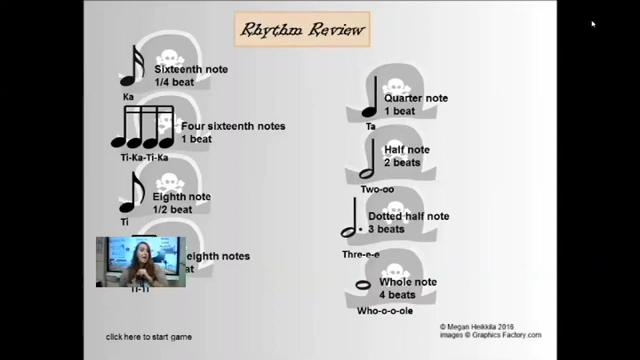 Rhythm Review
Sixteenth note
1/4 beat
Ka
Four sixteenth notes
1 beat
Ti-Ka-Ti-Ka
Eighth note
1/2 beat
Ti
eighth notes
at
Ti-Ti
click here to start game
Quarter note
1 beat
Ta
Half note
2 beats
Two-oo
Dotted half note
3 beats
Thre-e-e
Whole note
4 beats
Who-o-o-ole
© Megan Heikkila 2016
images © Graphics Factory.com